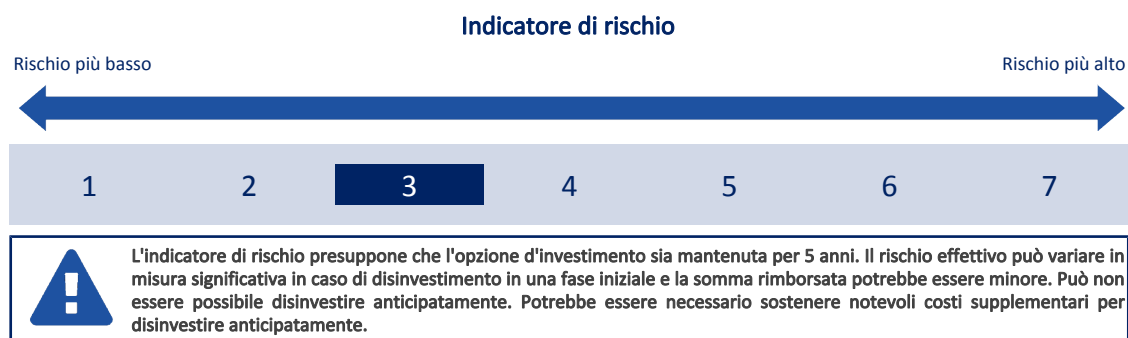 Indicatore di rischio
Rischio più basso
Rischio più alto
1 2 3 4 5 6 7
L'indicatore di rischio presuppone che l'opzione d'investimento sia mantenuta per 5 anni. Il rischio effettivo può variare in
misura significativa in caso di disinvestimento in una fase iniziale e la somma rimborsata potrebbe essere minore. Può non
essere possibile disinvestire anticipatamente. Potrebbe essere necessario sostenere notevoli costi supplementari per
disinvestire anticipatamente.